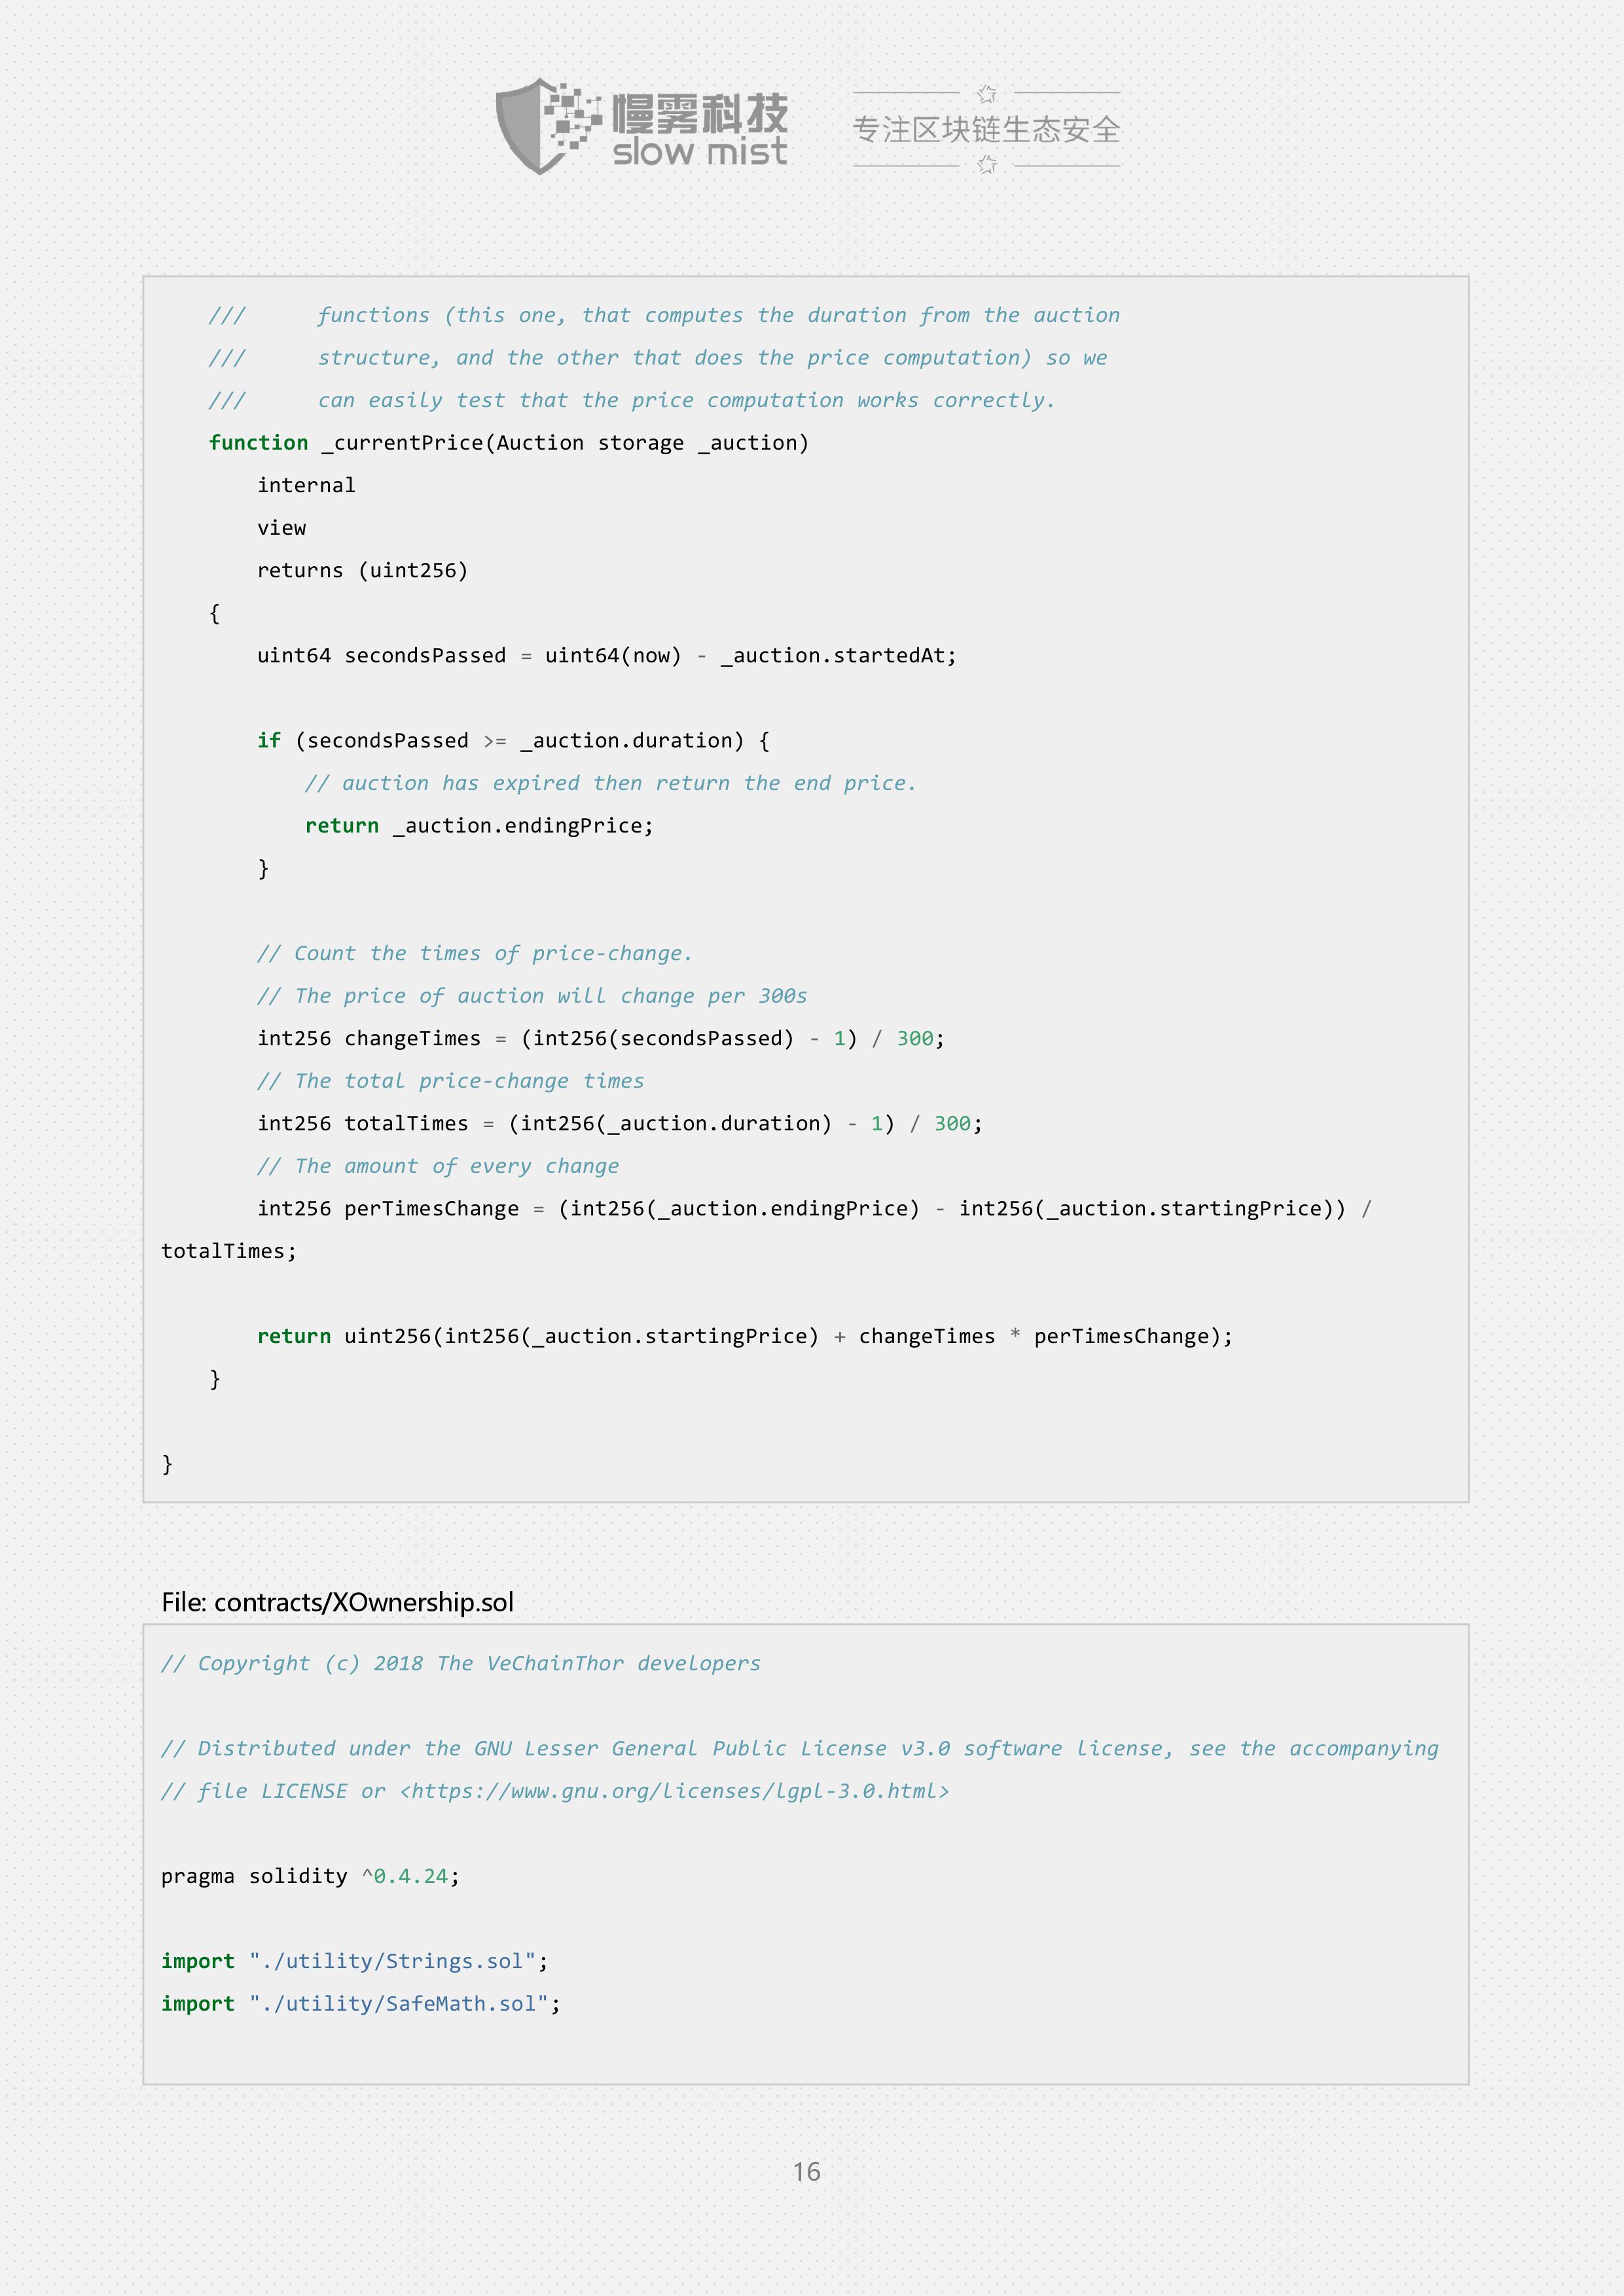 慢雾科技
slow mist
专注区块链生态安全
/// functions (this one, that computes the duration from the auction
/// structure, and the other that does the price computation) so we
/// can easily test that the price computation works correctly.
function _currentPrice(Auction storage _auction)
internal
view
returns (uint256)
{
uint64 secondsPassed = uint64(now) - _auction.startedAt;
if (secondsPassed >= _auction.duration) {
// auction has expired then return the end price.
return _auction.endingPrice;
}
// Count the times of price-change.
// The price of auction will change per 300s
int256 changeTimes = (int256(secondsPassed) - 1) / 300;
// The total price-change times
int256 totalTimes = (int256(_auction.duration) - 1) / 300;
// The amount of every change
int256 perTimesChange = (int256(_auction.endingPrice) - int256(_auction.startingPrice)) /
totalTimes;
return uint256(int256(_auction.startingPrice) + changeTimes * perTimesChange);
}
}
File: contracts/XOwnership.sol
// Copyright (c) 2018 The VeChainThor developers
// Distributed under the GNU Lesser General Public License v3.0 software license, see the accompanying
// file LICENSE or <https://www.gnu.org/licenses/lgpl-3.0.html>
pragma solidity ^0.4.24;
import "./utility/Strings.sol";
import "./utility/SafeMath.sol";
16